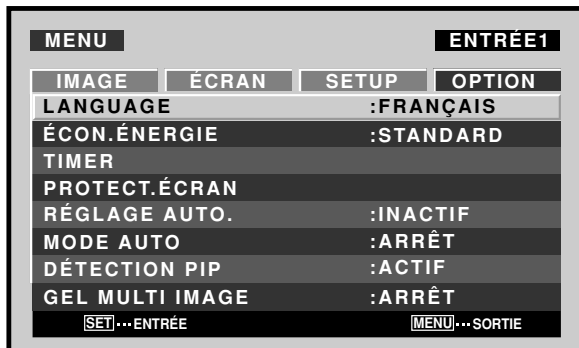 MENU ENTRÉE1
IMAGE ÉCRAN SETUP OPTION
LANGUAGE :FRANÇAIS
ÉCON.ÉNERGIE :STANDARD
TIMER
PROTECT.ÉCRAN
RÉGLAGE AUTO. :INACTIF
MODE AUTO :ARRÊT
DÉTECTION PIP :ACTIF
GEL MULTI IMAGE :ARRÊT
SET···ENTRÉE MENU···SORTIE